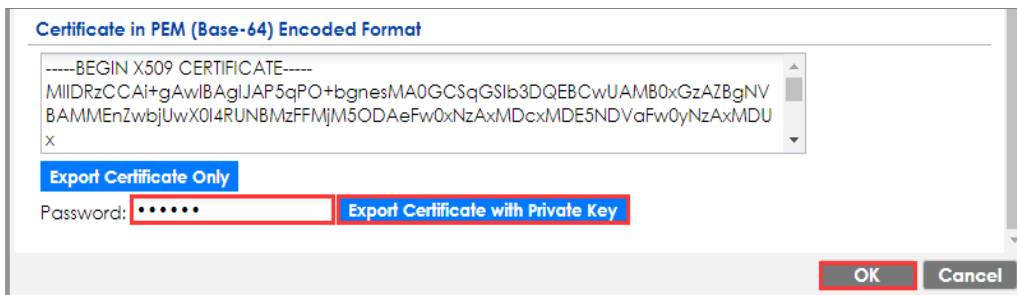 Certificate in PEM (Base-64) Encoded Format
-----BEGIN X509 CERTIFICATE-----
MIIDRzCCAi+gAwIBAgIJAP5qPO+bgnesMA0GCSqGSIb3DQEBCwUAMB0xGzAZBgNV
BAMMEnZwbjUwX0I4RUNBMzFFMjM5ODAeFw0xNzAxMDcxMDE5NDVaFw0yNzAxMDU
x
Export Certificate Only
Password: •••••• Export Certificate with Private Key
OK Cancel